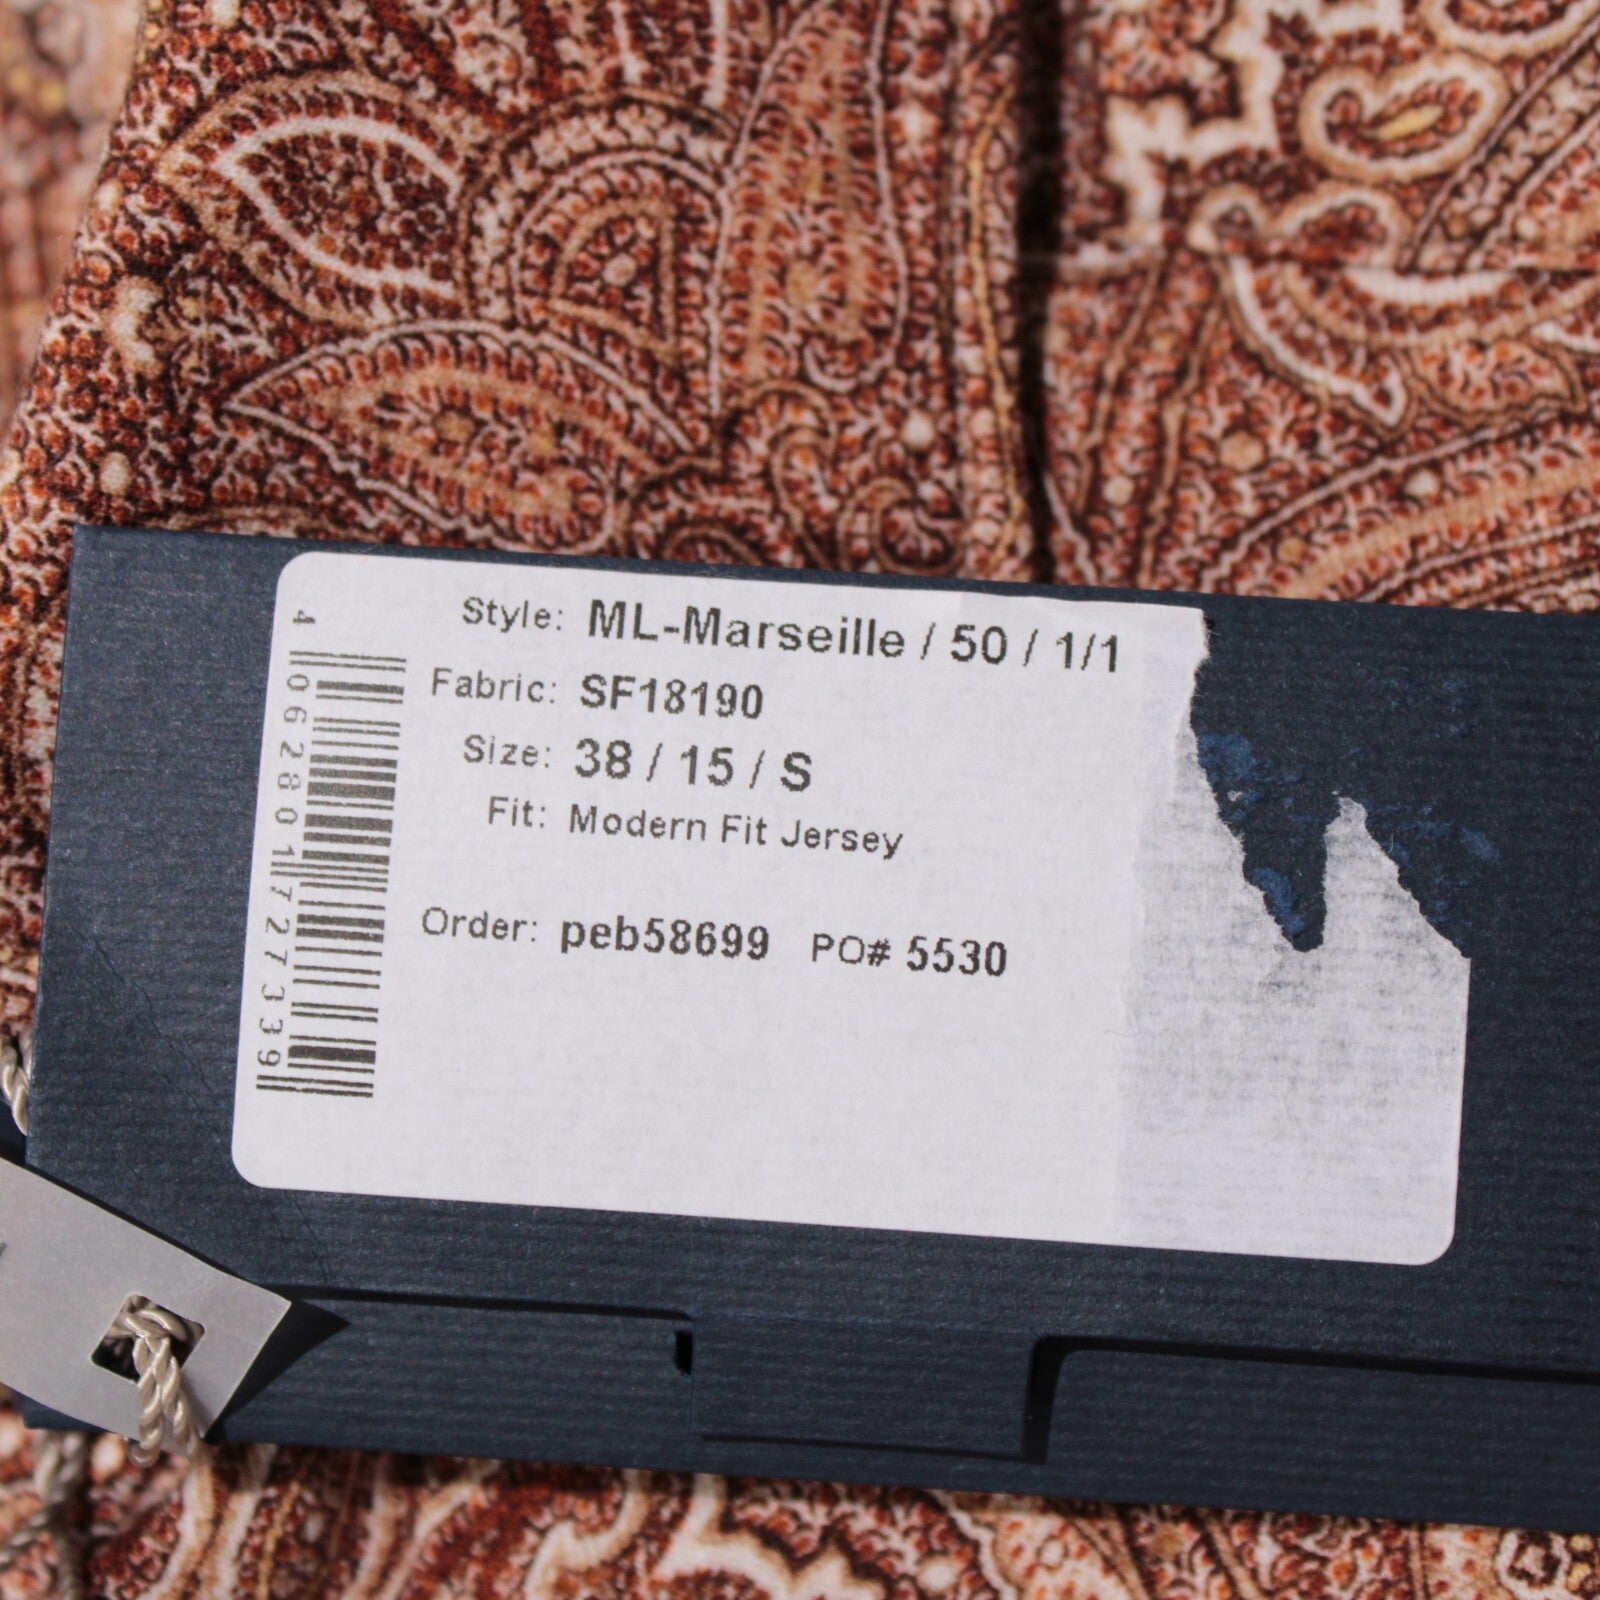 Style: ML-Marseille / 50 / 1/1
Fabric: SF18190
Size: 38 / 15 / S
Fit: Modern Fit Jersey
Order: peb58699 PO# 5530
4 062801 727339